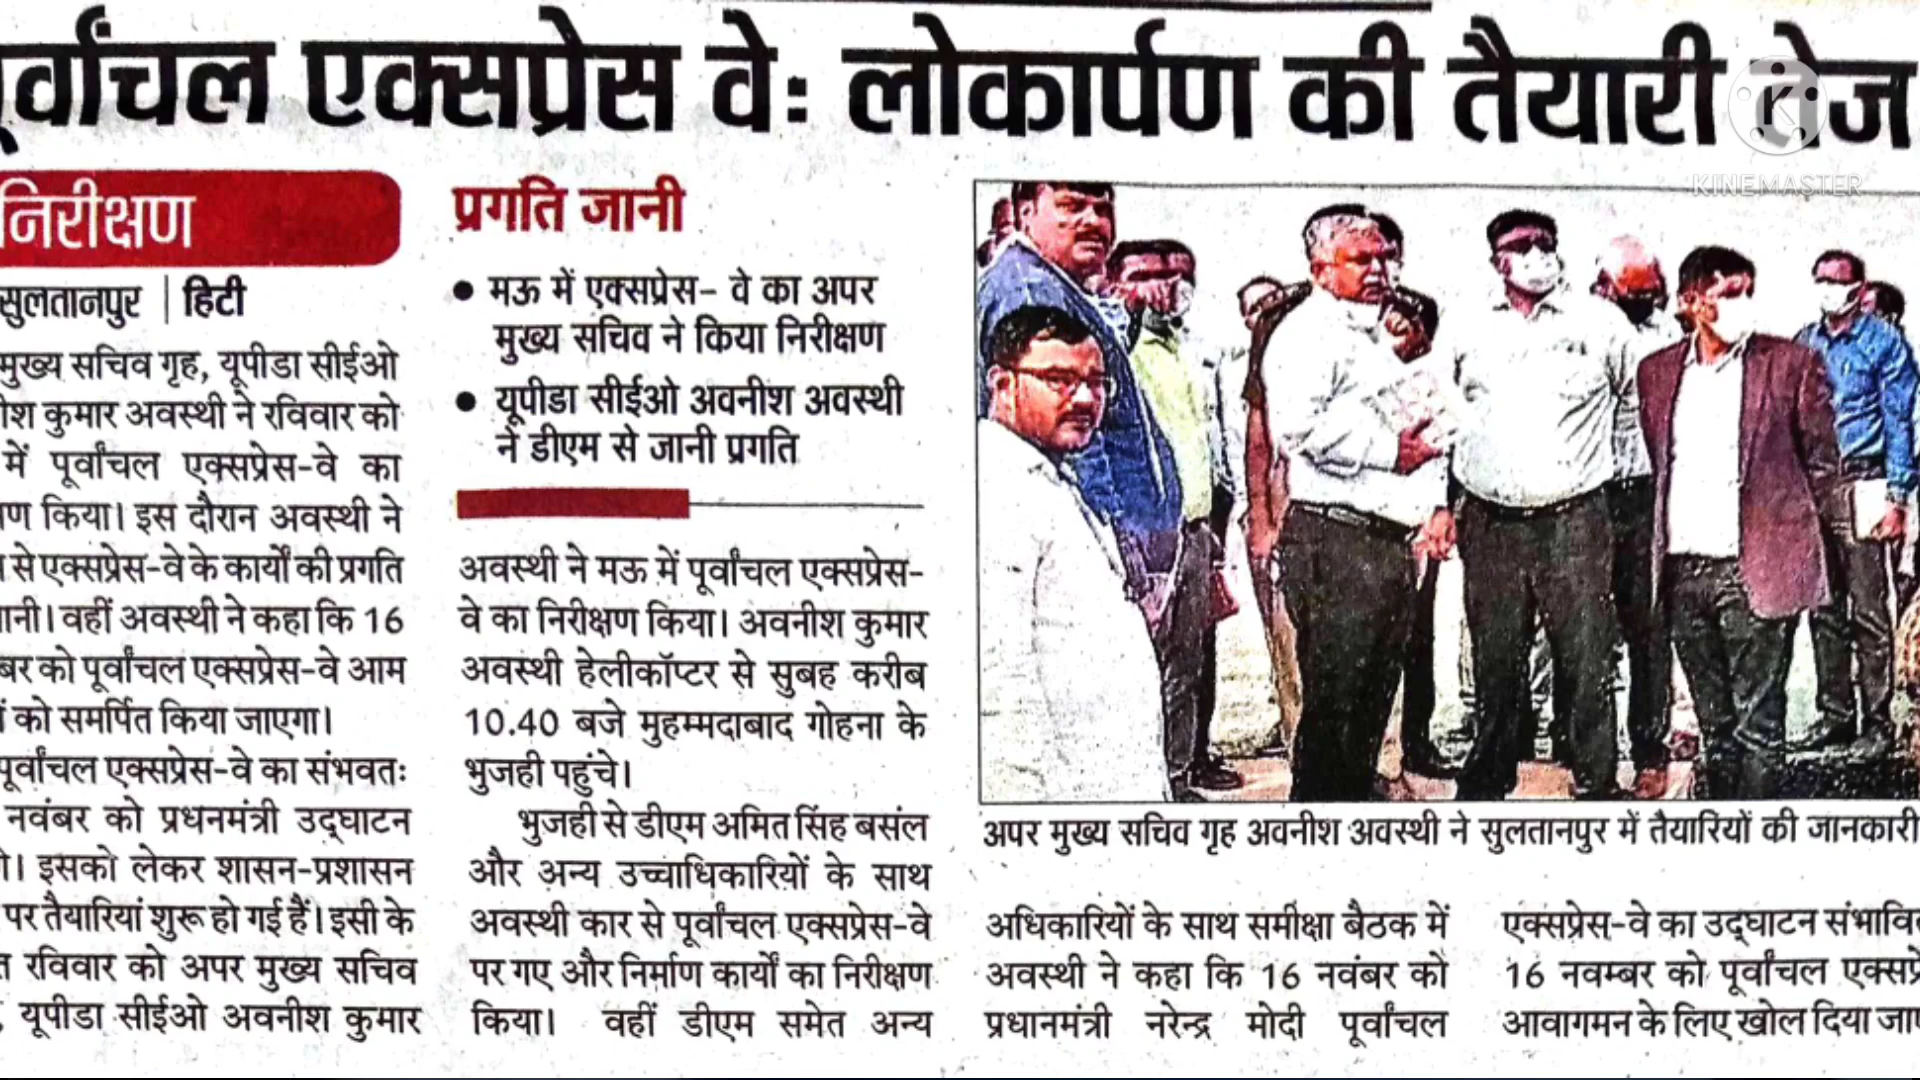 पूर्वांचल एक्सप्रेस वेः लोकार्पण की तैयारी तेज
KINEMASTER
निरीक्षण
सुलतानपुर | हिटी
मुख्य सचिव गृह, यूपीडा सीईओ
कुमार अवस्थी ने रविवार को
में पूर्वांचल एक्सप्रेस-वे का
किया। इस दौरान अवस्थी ने
से एक्सप्रेस-वे के कार्यों की प्रगति
वहीं अवस्थी ने कहा कि 16
को पूर्वांचल एक्सप्रेस-वे आम
को समर्पित किया जाएगा।
पूर्वांचल एक्सप्रेस-वे का संभवतः
नवंबर को प्रधनमंत्री उद्घाटन
इसको लेकर शासन-प्रशासन
पर तैयारियां शुरू हो गई हैं। इसी के
रविवार को अपर मुख्य सचिव
यूपीडा सीईओ अवनीश कुमार
प्रगति जानी
• मऊ में एक्सप्रेस- वे का अपर
मुख्य सचिव ने किया निरीक्षण
• यूपीडा सीईओ अवनीश अवस्थी
ने डीएम से जानी प्रगति
अवस्थी ने मऊ में पूर्वांचल एक्सप्रेस-
वे का निरीक्षण किया। अवनीश कुमार
अवस्थी हेलीकॉप्टर से सुबह करीब
10.40 बजे मुहम्मदाबाद गोहना के
भुजही पहुंचे।
भुजही से डीएम अमित सिंह बसंल
और अन्य उच्चाधिकारियों के साथ
अवस्थी कार से पूर्वांचल एक्सप्रेस-वे
पर गए और निर्माण कार्यों का निरीक्षण
किया। वहीं डीएम समेत अन्य
अपर मुख्य सचिव गृह अवनीश अवस्थी ने सुलतानपुर में तैयारियों की जानकारी
अधिकारियों के साथ समीक्षा बैठक में
अवस्थी ने कहा कि 16 नवंबर को
प्रधानमंत्री नरेन्द्र मोदी पूर्वांचल
एक्सप्रेस-वे का उद्घाटन
16 नवम्बर को पूर्वांचल
आवागमन के लिए खोल दिया